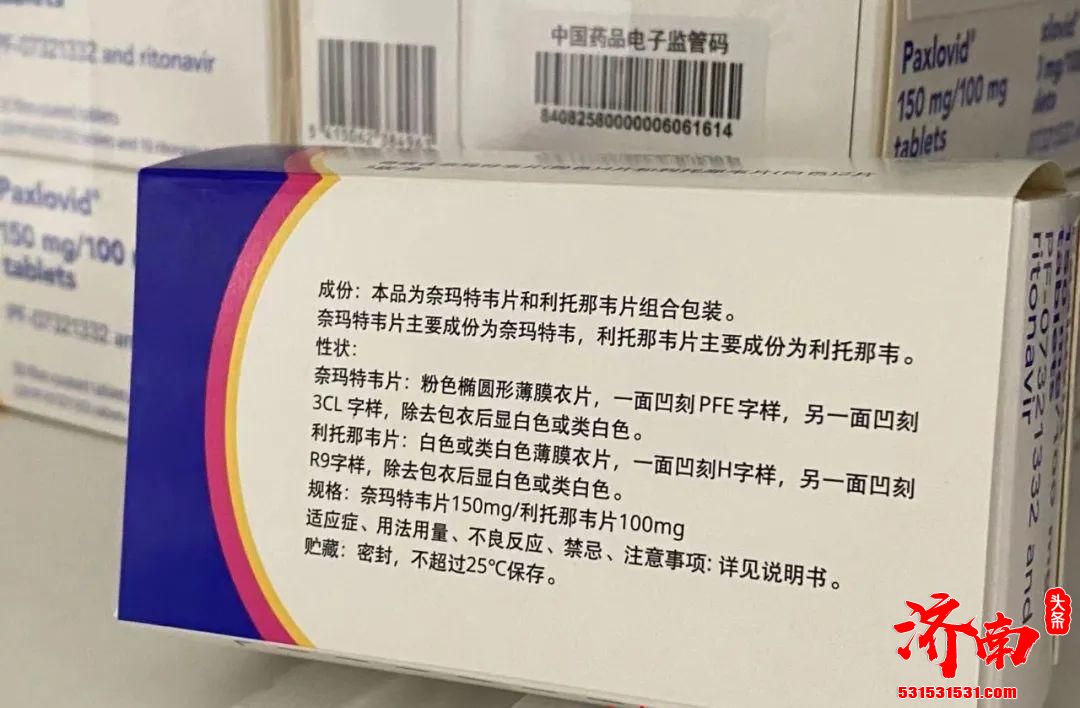 tablets
PF-07321332 and ritonavir
中国药品电子监管码
84082580000006061614
Paxlovid
150 mg/100 mg
tablets
Paxlovid
150 mg/100
tablets
PF-07321332 an
成份：本品为奈玛特韦片和利托那韦片组合包装。
奈玛特韦片主要成份为奈玛特韦，利托那韦片主要成份为利托那韦。
性状：
奈玛特韦片：粉色椭圆形薄膜衣片，一面凹刻PFE字样，另一面凹刻
3CL 字样，除去包衣后显白色或类白色。
利托那韦片：白色或类白色薄膜衣片，一面凹刻H字样，另一面凹刻
R9字样，除去包衣后显白色或类白色。
规格：奈玛特韦片150mg/利托那韦片100mg
适应症、用法用量、不良反应、禁忌、注意事项：详见说明书。
贮藏：密封，不超过25℃保存。
PF-07321332 and
ritonavir
济南
头条
531531531.com